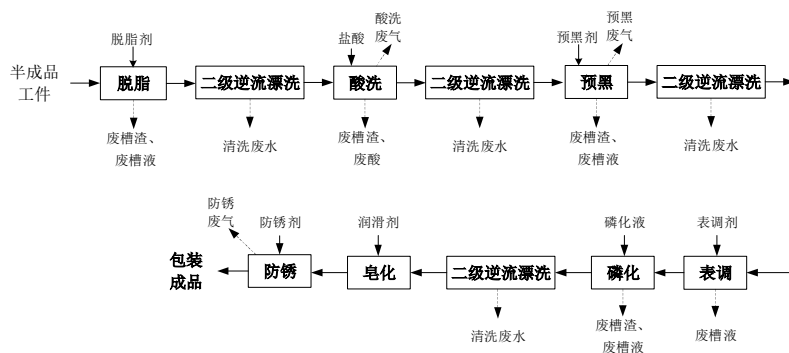 脱脂剂
盐酸
酸洗
废气
预黑剂
预黑
废气
半成品
工件
脱脂
二级逆流漂洗
酸洗
二级逆流漂洗
预黑
二级逆流漂洗
废槽渣、
废槽液
清洗废水
废槽渣、
废酸
清洗废水
废槽渣、
废槽液
清洗废水
防锈
废气
防锈剂
润滑剂
磷化液
表调剂
包装
成品
防锈
皂化
二级逆流漂洗
磷化
表调
清洗废水
废槽渣、
废槽液
废槽液